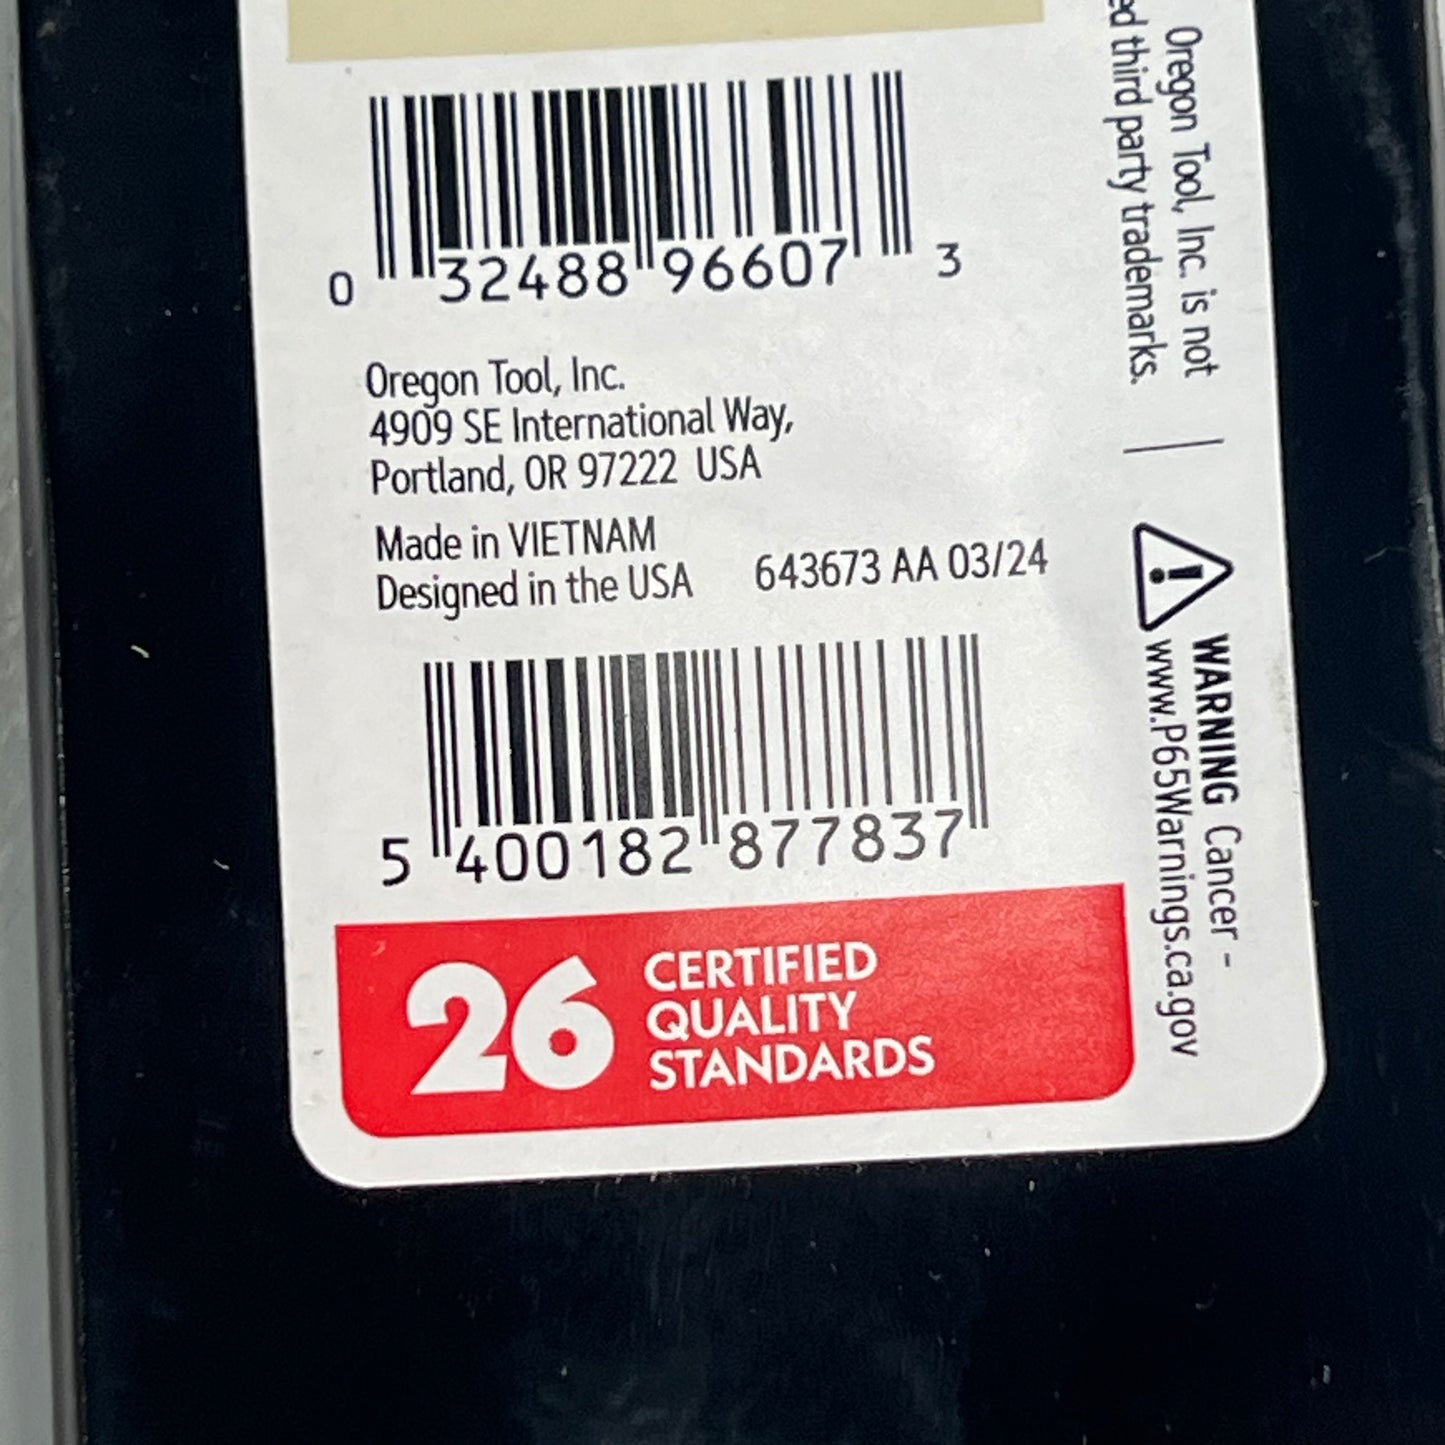 0 32488 96607 3
Oregon Tool, Inc.
4909 SE International Way,
Portland, OR 97222 USA
Made in VIETNAM
Designed in the USA
643673 AA 03/24
5 400182 877837
26
CERTIFIED
QUALITY
STANDARDS
Oregon Tool, Inc. is not
third party trademarks.
WARNING Cancer -
www.P65Warnings.ca.gov